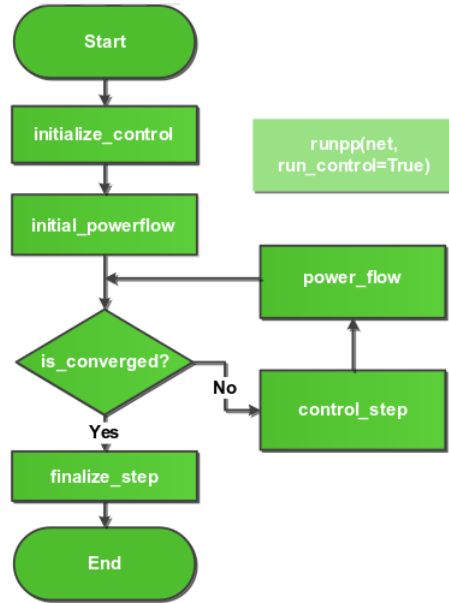 Start
initialize_control
runpp(net,
run_control=True)
initial_powerflow
power_flow
is_converged?
No
control_step
Yes
finalize_step
End